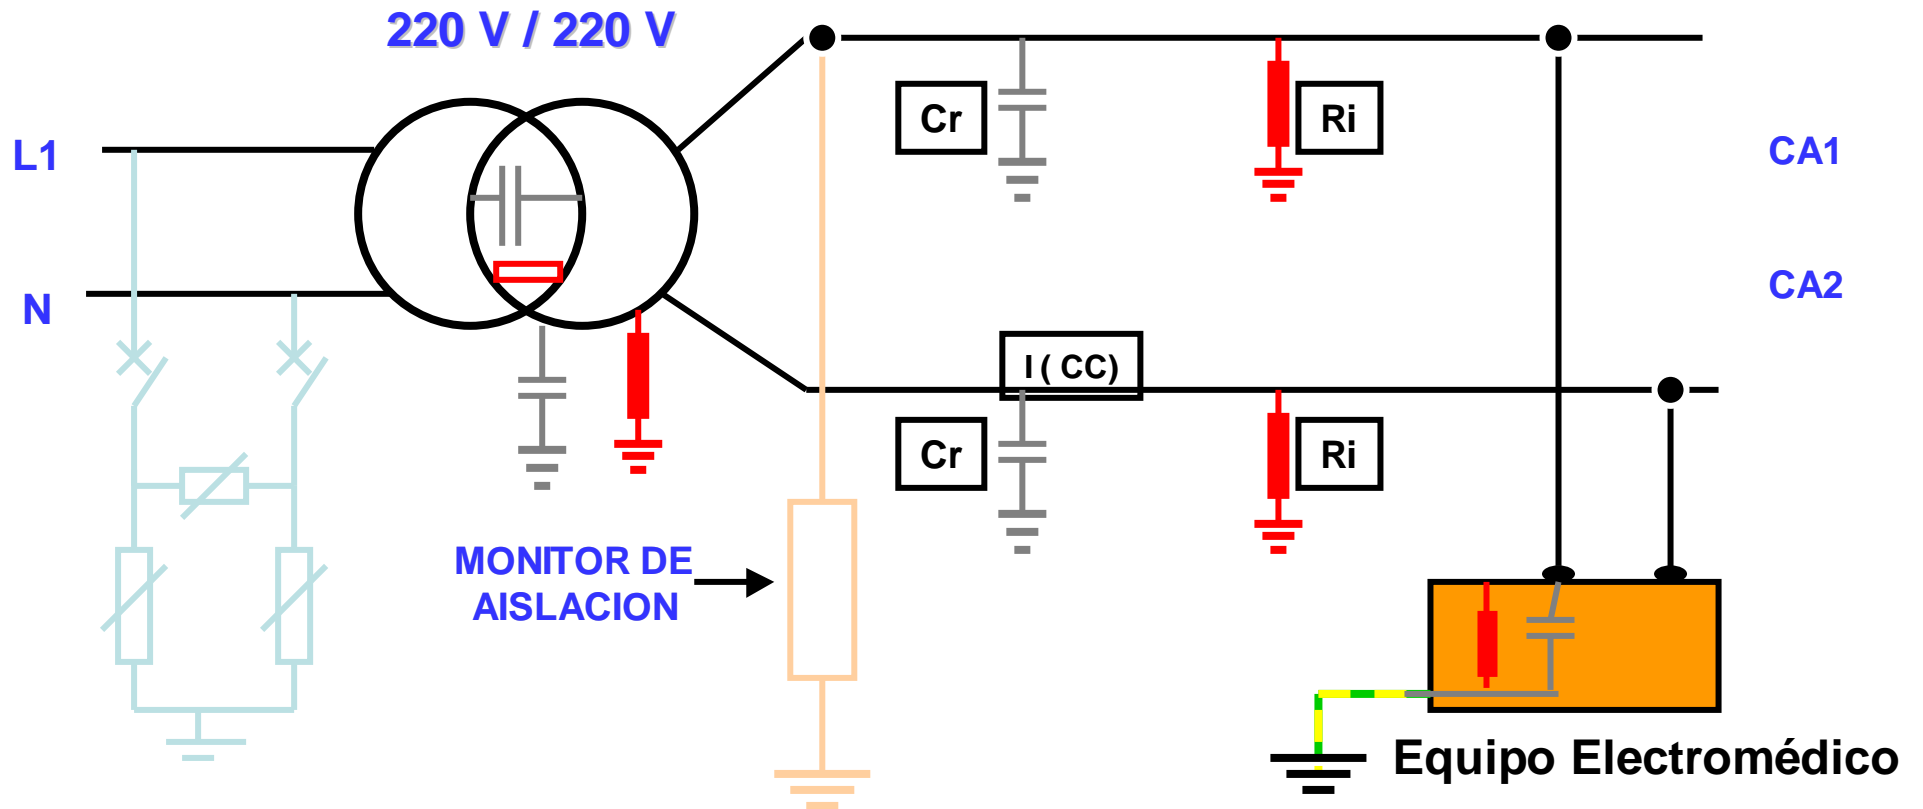 220 V / 220 V
L1
N
Cr
Ri
CA1
CA2
I ( CC)
Cr
Ri
MONITOR DE
AISLACION
Equipo Electromédico